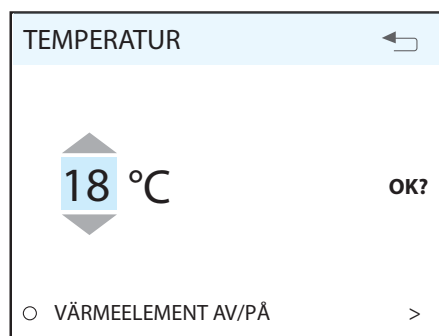 TEMPERATUR
18 °C
OK?
VÄRMEELEMENT AV/PÅ >